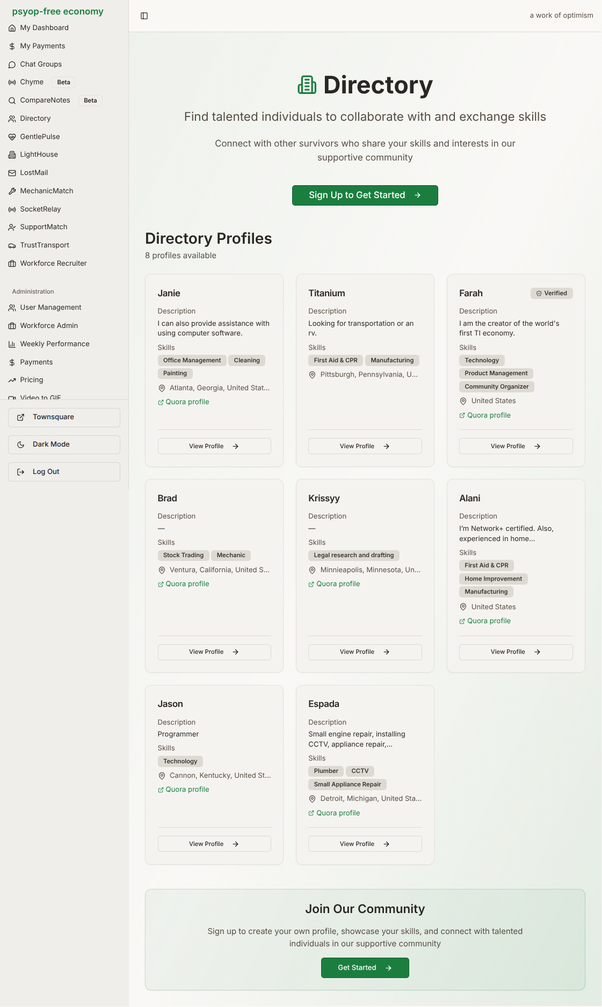 psyop-free economy
My Dashboard
My Payments
Chat Groups
Chyme Beta
CompareNotes Beta
Directory
GentlePulse
LightHouse
LostMail
MechanicMatch
SocketRelay
SupportMatch
TrustTransport
Workforce Recruiter
Administration
User Management
Workforce Admin
Weekly Performance
Payments
Pricing
Video to GIF
Townsquare
Dark Mode
Log Out
a work of optimism
Directory
Find talented individuals to collaborate with and exchange skills
Connect with other survivors who share your skills and interests in our
supportive community
Sign Up to Get Started
Directory Profiles
8 profiles available
Janie
Description
I can also provide assistance with
using computer software.
Skills
Office Management Cleaning
Painting
Atlanta, Georgia, United Stat...
Quora profile
View Profile
Titanium
Description
Looking for transportation or an
rv.
Skills
First Aid & CPR Manufacturing
Pittsburgh, Pennsylvania, U...
View Profile
Farah
Verified
Description
I am the creator of the world's
first TI economy.
Skills
Technology
Product Management
Community Organizer
United States
Quora profile
View Profile
Brad
Description
—
Skills
Stock Trading Mechanic
Ventura, California, United S...
Quora profile
View Profile
Krissyy
Description
—
Skills
Legal research and drafting
Minnieapolis, Minnesota, Un...
Quora profile
View Profile
Alani
Description
I'm Network+ certified. Also,
experienced in home...
Skills
First Aid & CPR
Home Improvement
Manufacturing
United States
Quora profile
View Profile
Jason
Description
Programmer
Skills
Technology
Cannon, Kentucky, United St...
Quora profile
View Profile
Espada
Description
Small engine repair, installing
CCTV, appliance repair,...
Skills
Plumber CCTV
Small Appliance Repair
Detroit, Michigan, United Sta...
Quora profile
View Profile
Join Our Community
Sign up to create your own profile, showcase your skills, and connect with talented
individuals in our supportive community
Get Started